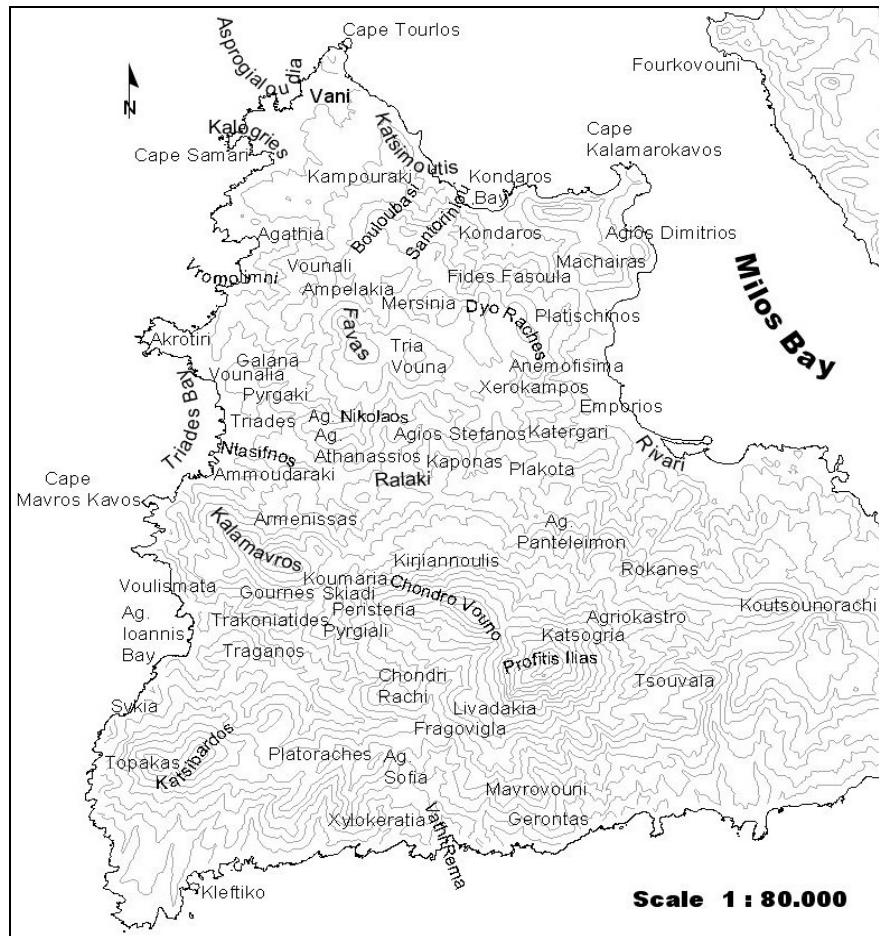 Cape Tourlos
Asprogialoudia
Fourkovouni
N
Vani
Kalogries
Katsimoutis
Cape
Kalamarokavos
Cape Samari
Kampouraki
Kondaros
Bay
Bouloubasi
Santoriniou
Agathia
Kondaros
Agios Dimitrios
Vromolimni
Vounali
Fides Fasoula
Machairas
Milos Bay
Ampelakia
Mersinia
Dyo Raches
Platischinos
Favas
Akrotiri
Tria
Vouna
Galana
Anemofisima
Vounalia
Xerokampos
Triades Bay
Pyrgaki
Emporios
Triades
Ag. Nikolaos
Agios Stefanos
Katergari
Rivari
Niasifnos
Ag.
Athanassios
Kaponas
Plakota
Cape
Mavros Kavos
Ammoudaraki
Ralaki
Kalamavros
Armenissas
Ag.
Panteleimon
Kirjiannoulis
Rokanes
Voulismata
Koumaria
Chondro Vouno
Gournes Skiadi
Peristeria
Koutsounorachi
Ag.
Ioannis
Bay
Trakoniatides
Pyrgiali
Agriokastro
Katsogria
Traganos
Profitis Ilias
Chondri
Rachi
Tsouvala
Sykia
Livadakia
Fragovigla
Topakas
Katsibardos
Platoraches
Ag.
Sofia
Mavrovouni
Xylokeratia
Vathi Rema
Gerontas
Kleftiko
Scale 1 : 80.000